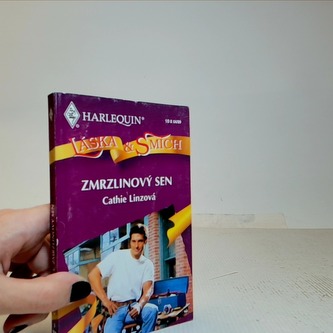 HARLEQUIN®
LÁSKA & SMÍCH
ZMRZLINOVÝ SEN
Cathie Linzová